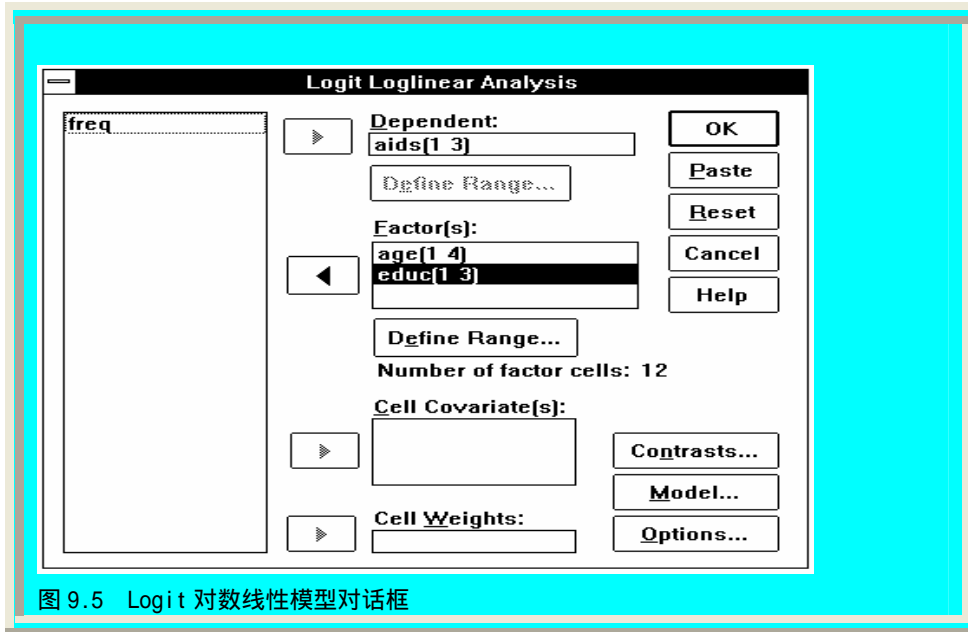 Logit Loglinear Analysis
freq
Dependent:
aids(1 3)
Define Range...
Factor(s):
age(1 4)
educ(1 3)
Define Range...
Number of factor cells: 12
Cell Covariate(s):
Cell Weights:
OK
Paste
Reset
Cancel
Help
Contrasts...
Model...
Options...
图 9.5 Logit 对数线性模型对话框